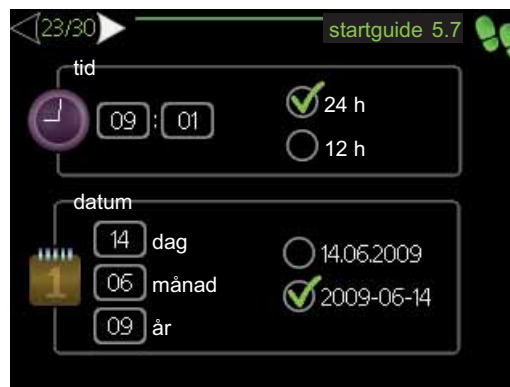 (23/30)
startguide 5.7
tid
09 : 01
24 h
12 h
datum
14 dag
06 månad
09 år
14.06.2009
2009-06-14
1